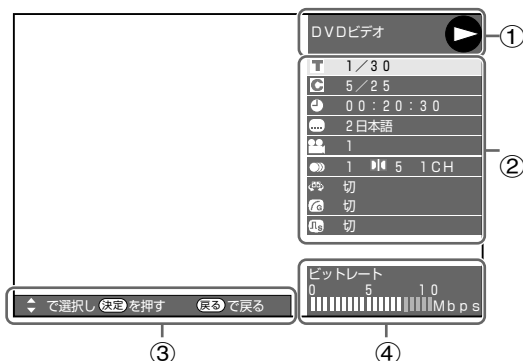 DVDビデオ
①
T 1/30
C 5/25
00:20:30
2日本語
1
1 5 1CH
切
切
切
②
ビットレート
0 5 10
Mbps
で選択し 決定 を押す 戻る で戻る
③ ④